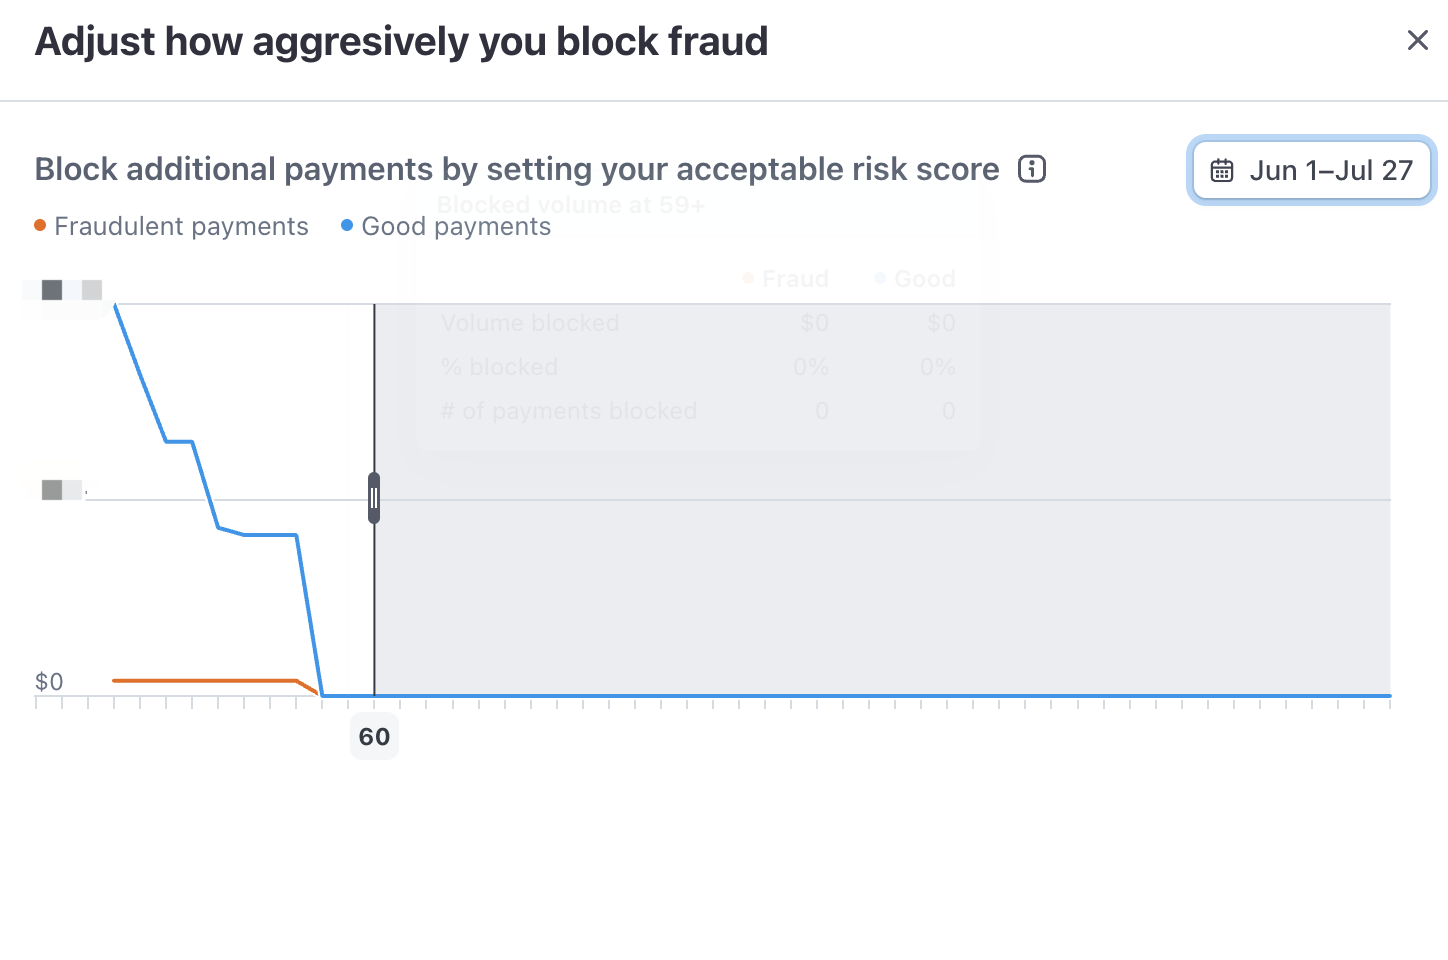 Adjust how aggresively you block fraud
Block additional payments by setting your acceptable risk score
Jun 1–Jul 27
Blocked volume at 59+
Fraudulent payments
Good payments
Fraud Good
Volume blocked $0 $0
% blocked 0% 0%
# of payments blocked 0 0
$0
60